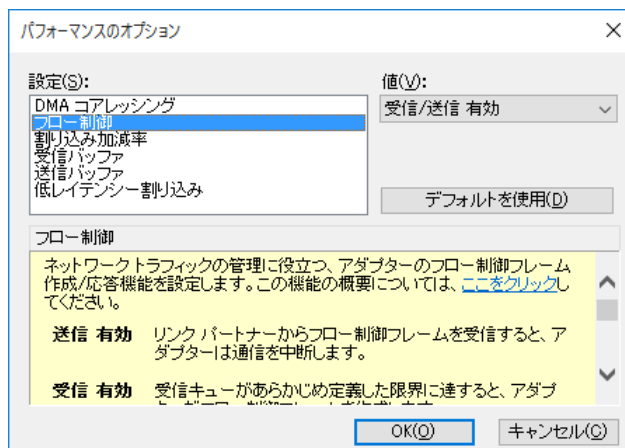 パフォーマンスのオプション
設定(S):
DMA コアレッシング
フロー制御
割り込み加減率
受信バッファ
送信バッファ
低レイテンシー割り込み
値(V):
受信/送信 有効
デフォルトを使用(D)
フロー制御
ネットワークトラフィックの管理に役立つ、アダプターのフロー制御フレーム
作成/応答機能を設定します。この機能の概要については、ここをクリックし
てください。
送信 有効 リンク パートナーからフロー制御フレームを受信すると、ア
ダプターは通信を中断します。
受信 有効 受信キューがあらかじめ定義した限界に達すると、アダプ
OK(O)
キャンセル(C)